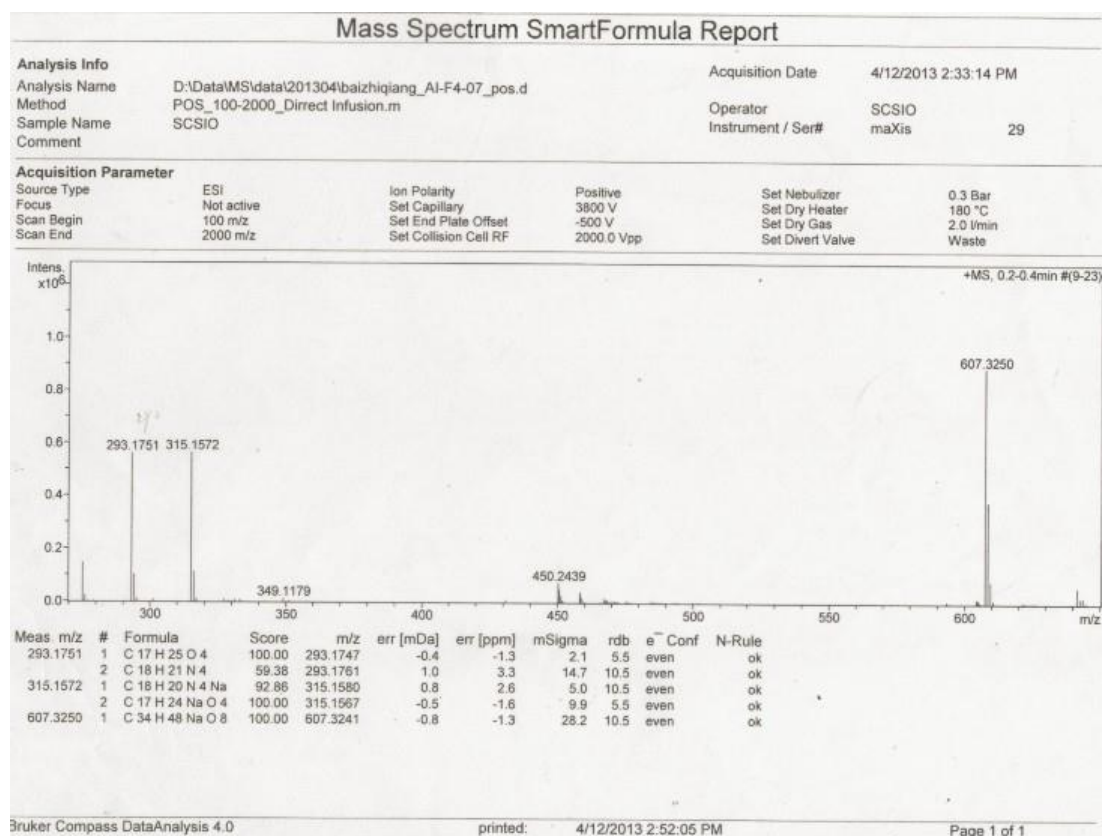 Mass Spectrum SmartFormula Report
Analysis Info
Analysis Name D:\Data\MS\data\201304\baizhiqiang_AI-F4-07_pos.d
Acquisition Date 4/12/2013 2:33:14 PM
Method POS_100-2000_Dirrect Infusion.m
Operator SCSIO
Sample Name SCSIO
Instrument / Ser# maXis 29
Comment
Acquisition Parameter
Source Type ESI Ion Polarity Positive Set Nebulizer 0.3 Bar
Focus Not active Set Capillary 3800 V Set Dry Heater 180 °C
Scan Begin 100 m/z Set End Plate Offset -500 V Set Dry Gas 2.0 l/min
Scan End 2000 m/z Set Collision Cell RF 2000.0 Vpp Set Divert Valve Waste
Intens.
x10⁶
+MS, 0.2-0.4min #(9-23)
1.0
607.3250
0.8
0.6
293.1751 315.1572
0.4
0.2
450.2439
349.1179
0.0
300 350 400 450 500 550 600 m/z
Meas. m/z # Formula Score m/z err [mDa] err [ppm] mSigma rdb e⁻ Conf N-Rule
293.1751 1 C 17 H 25 O 4 100.00 293.1747 -0.4 -1.3 2.1 5.5 even ok
2 C 18 H 21 N 4 59.38 293.1761 1.0 3.3 14.7 10.5 even ok
315.1572 1 C 18 H 20 N 4 Na 92.86 315.1580 0.8 2.6 5.0 10.5 even ok
2 C 17 H 24 Na O 4 100.00 315.1567 -0.5 -1.6 9.9 5.5 even ok
607.3250 1 C 34 H 48 Na O 8 100.00 607.3241 -0.8 -1.3 28.2 10.5 even ok
Bruker Compass DataAnalysis 4.0 printed: 4/12/2013 2:52:05 PM Page 1 of 1